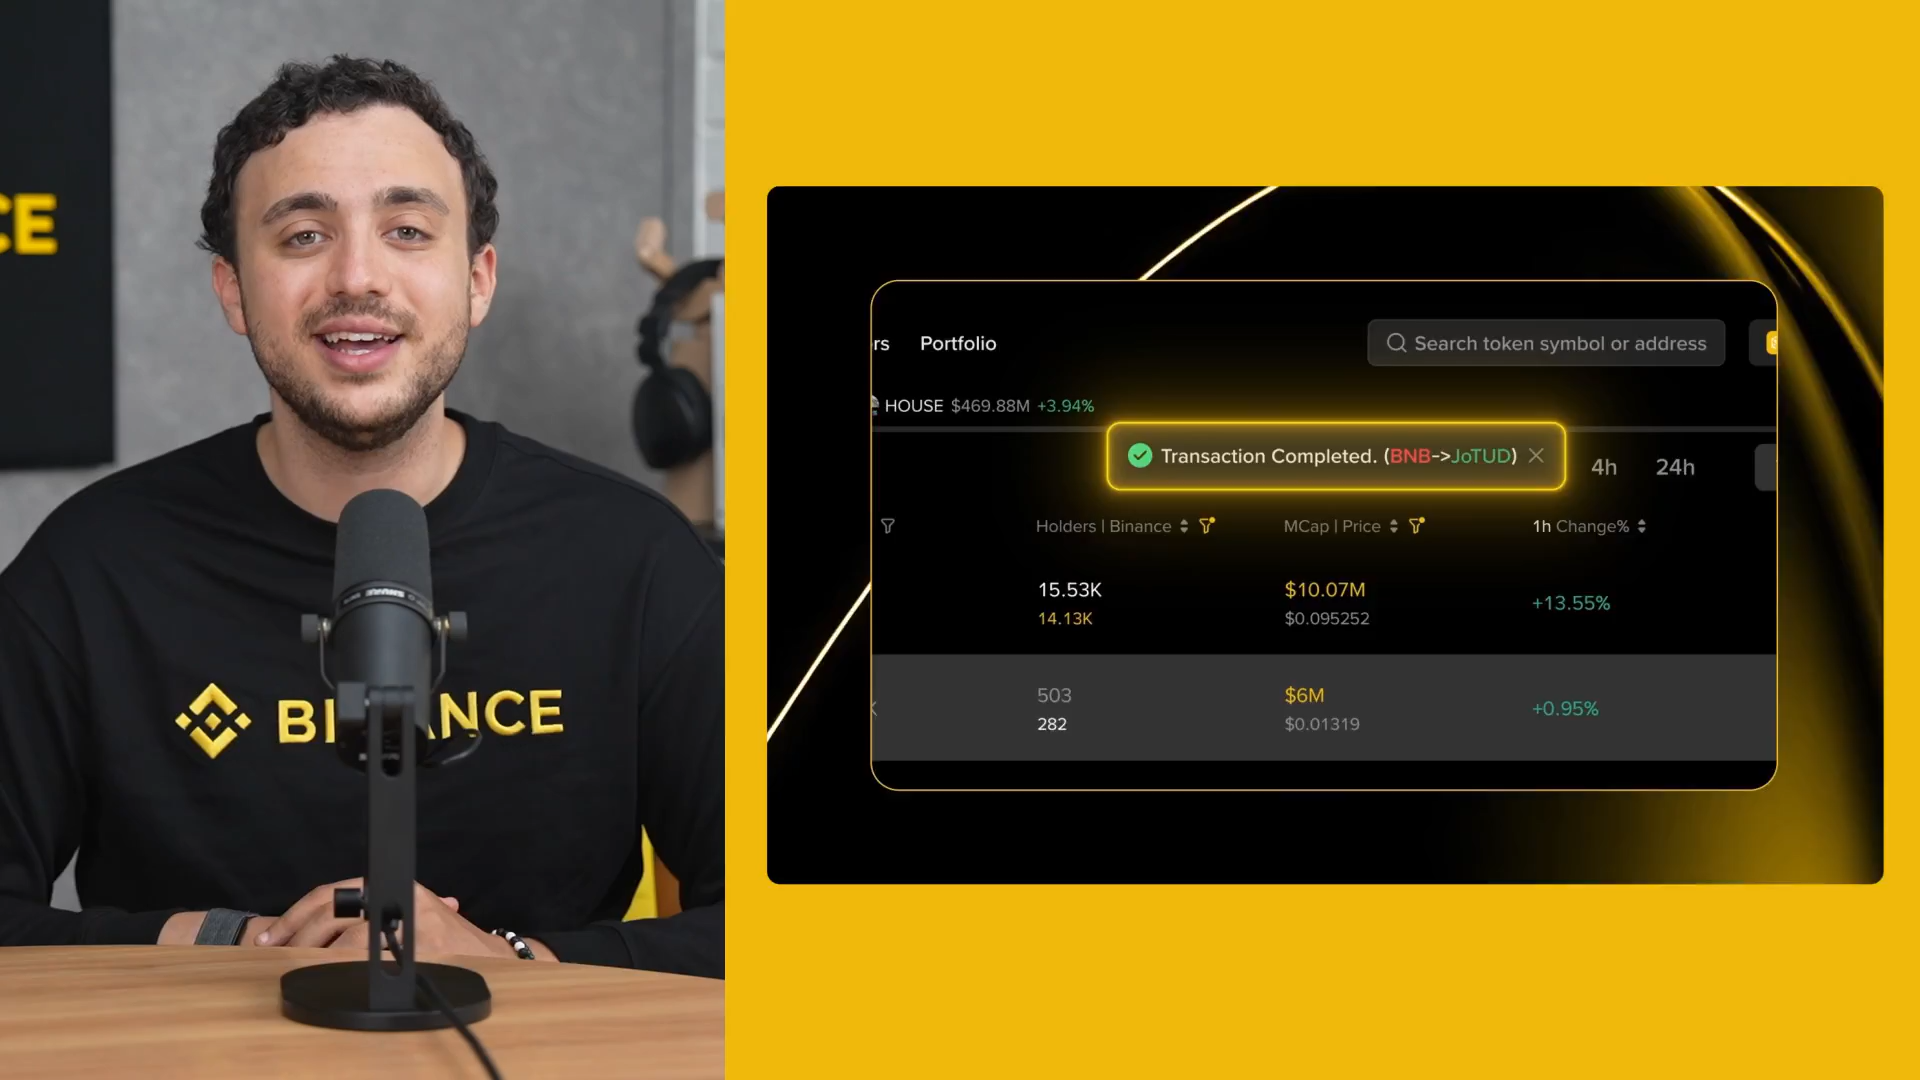 CE
BINANCE
rs
Portfolio
Search token symbol or address
HOUSE $469.88M +3.94%
Transaction Completed. (BNB->JoTUD)
4h
24h
Holders | Binance
MCap | Price
1h Change%
15.53K
14.13K
$10.07M
$0.095252
+13.55%
503
282
$6M
$0.01319
+0.95%